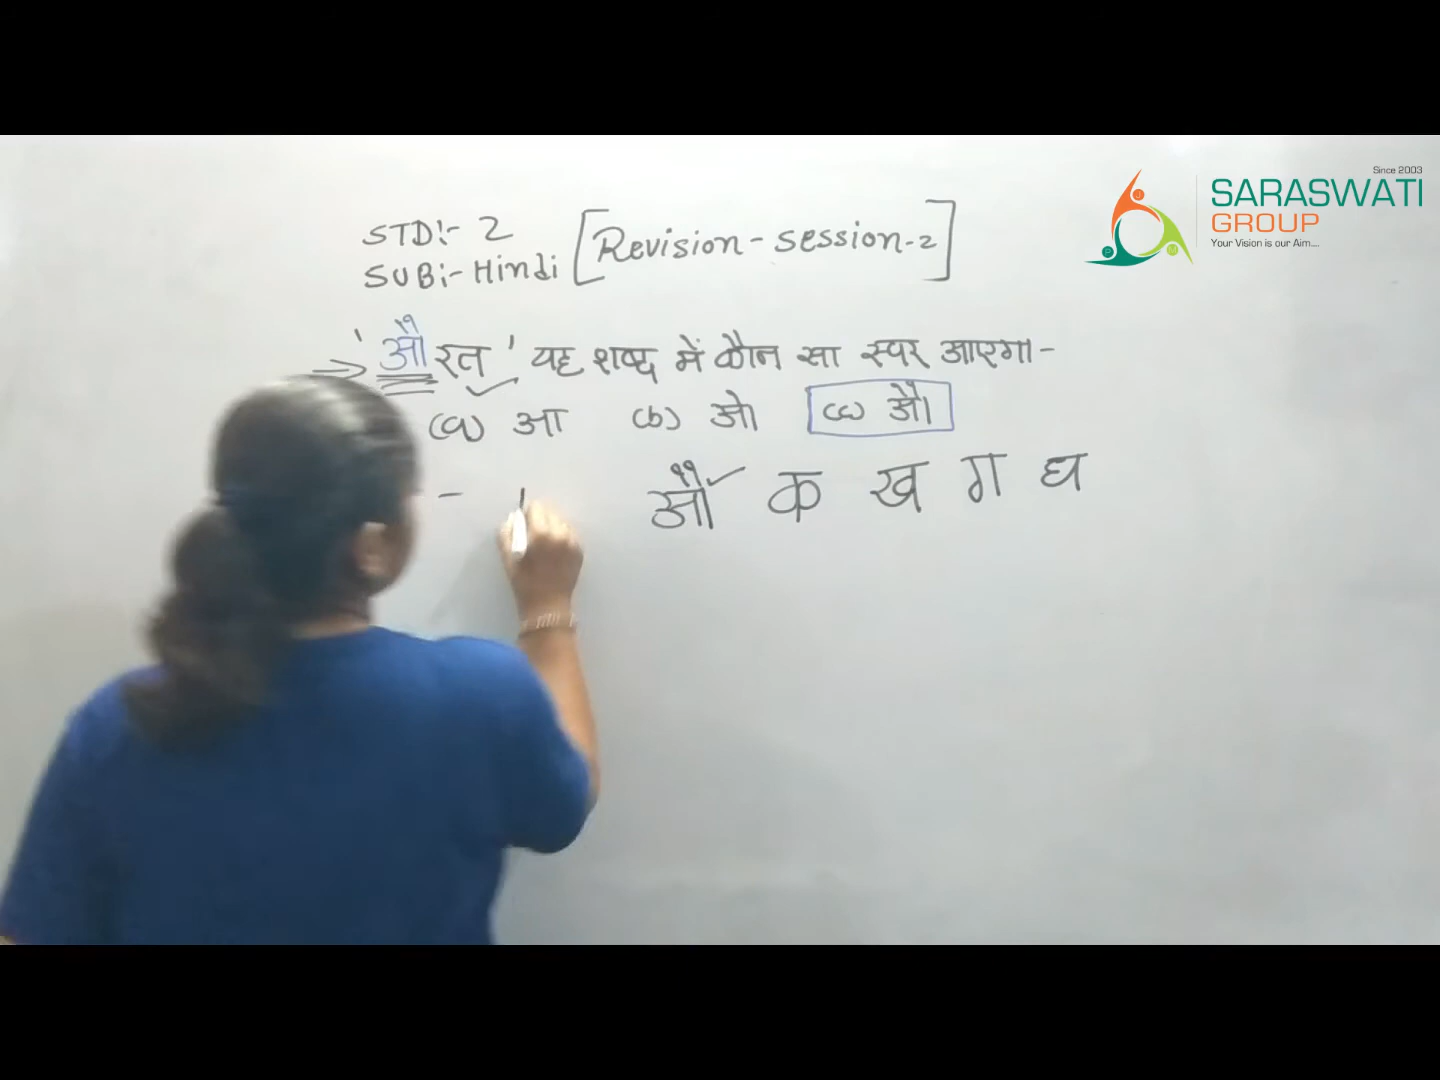 Since 2003
SARASWATI
GROUP
Your Vision is our Aim....
STD:- 2
SUB:- Hindi [Revision-session-2]
⇒ 'औरत' यह शब्द में कौन सा स्वर आएगा-
(a) आ (b) ओ (c) औ
- औ क ख ग घ